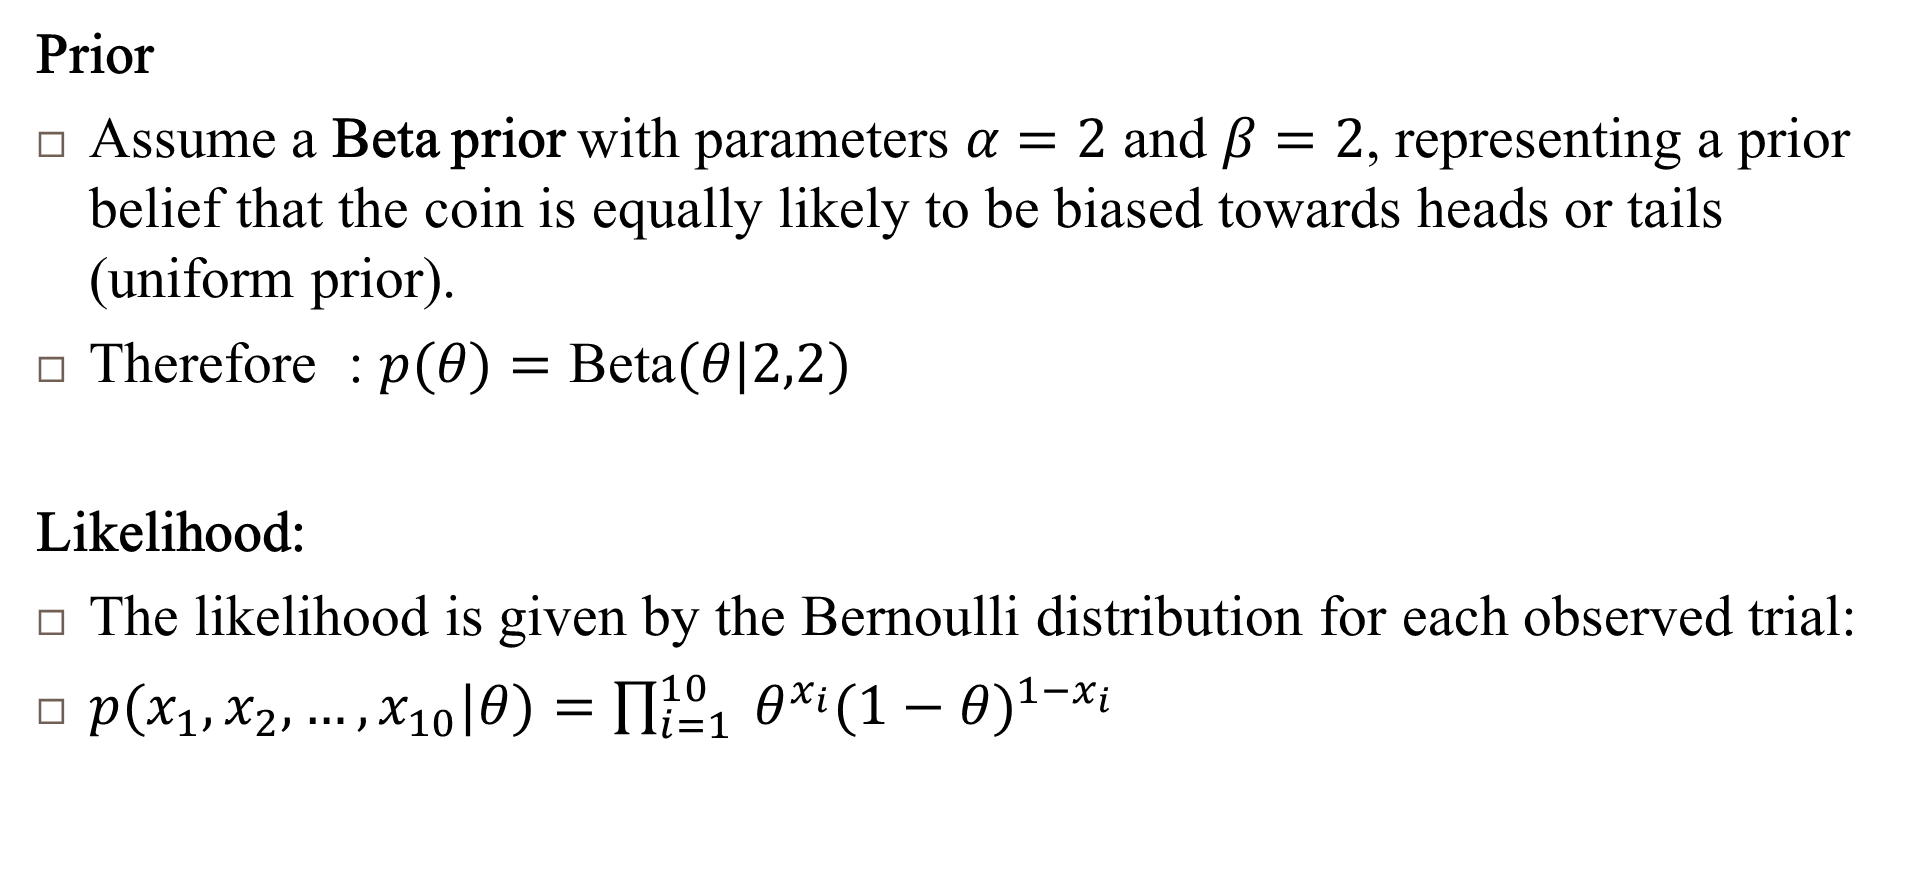 Prior
□ Assume a Beta prior with parameters 𝛼 = 2 and 𝛽 = 2, representing a prior
belief that the coin is equally likely to be biased towards heads or tails
(uniform prior).
□ Therefore : 𝑝(𝜃) = Beta(𝜃|2,2)
Likelihood:
□ The likelihood is given by the Bernoulli distribution for each observed trial:
□ 𝑝(𝑥₁, 𝑥₂, … , 𝑥₁₀|𝜃) = ∏ᵢ₌₁¹⁰ 𝜃^{𝑥ᵢ}(1 − 𝜃)^{1−𝑥ᵢ}